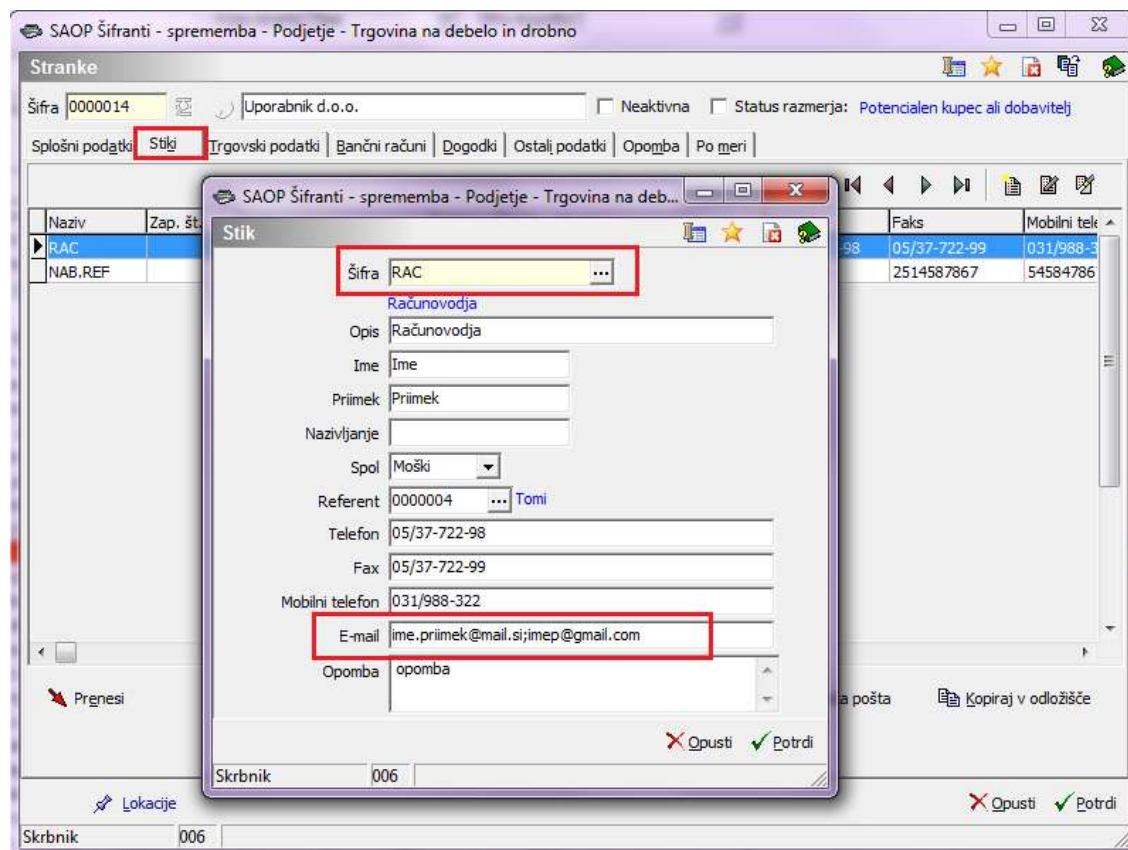 SAOP Šifranti - sprememba - Podjetje - Trgovina na debelo in drobno
Stranke
Šifra 0000014 Uporabnik d.o.o. Neaktivna Status razmerja: Potencialen kupec ali dobavitelj
Splošni podatki Stiki Trgovski podatki Bančni računi Dogodki Ostali podatki Opomba Po meri
Naziv Zap. št. Faks Mobilni tele
RAC 98 05/37-722-99 031/988-3
NAB.REF 2514587867 54584786
SAOP Šifranti - sprememba - Podjetje - Trgovina na deb...
Stik
Šifra RAC ...
Računovodja
Opis Računovodja
Ime Ime
Priimek Priimek
Nazivljanje
Spol Moški
Referent 0000004 ... Tomi
Telefon 05/37-722-98
Fax 05/37-722-99
Mobilni telefon 031/988-322
E-mail ime.priimek@mail.si;imep@gmail.com
Opomba opomba
Opusti Potrdi
Skrbnik 006
Prenesi a pošta Kopiraj v odložišče
Lokacije Opusti Potrdi
Skrbnik 006